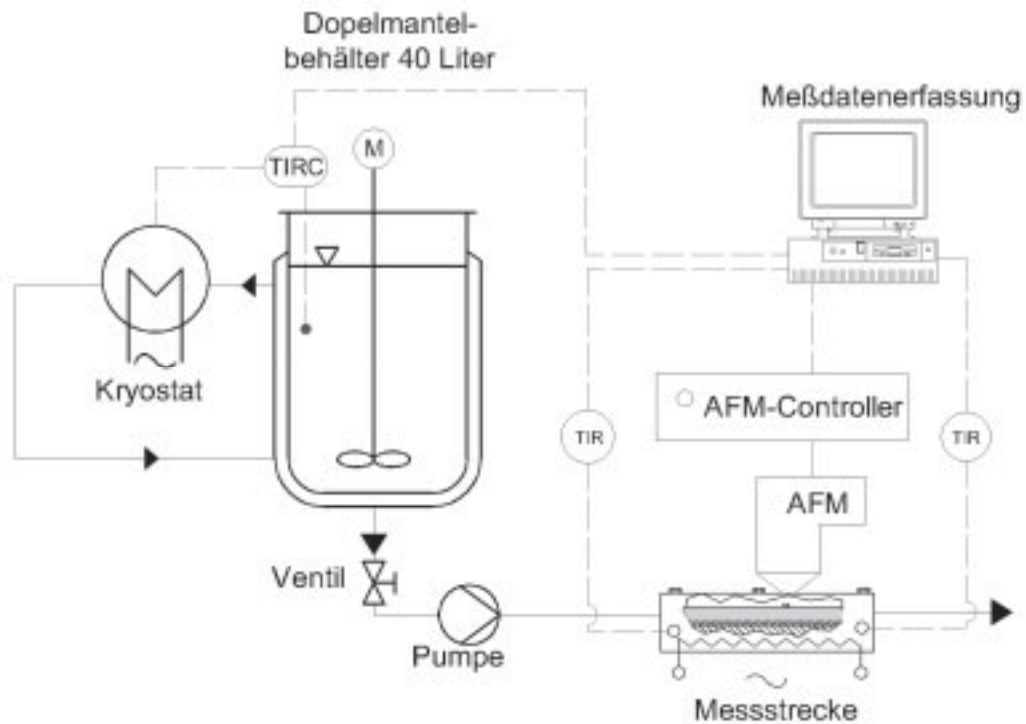 Dopelmantel-
behälter 40 Liter
Meßdatenerfassung
M
TIRC
Kryostat
AFM-Controller
TIR
TIR
AFM
Ventil
Pumpe
Messstrecke